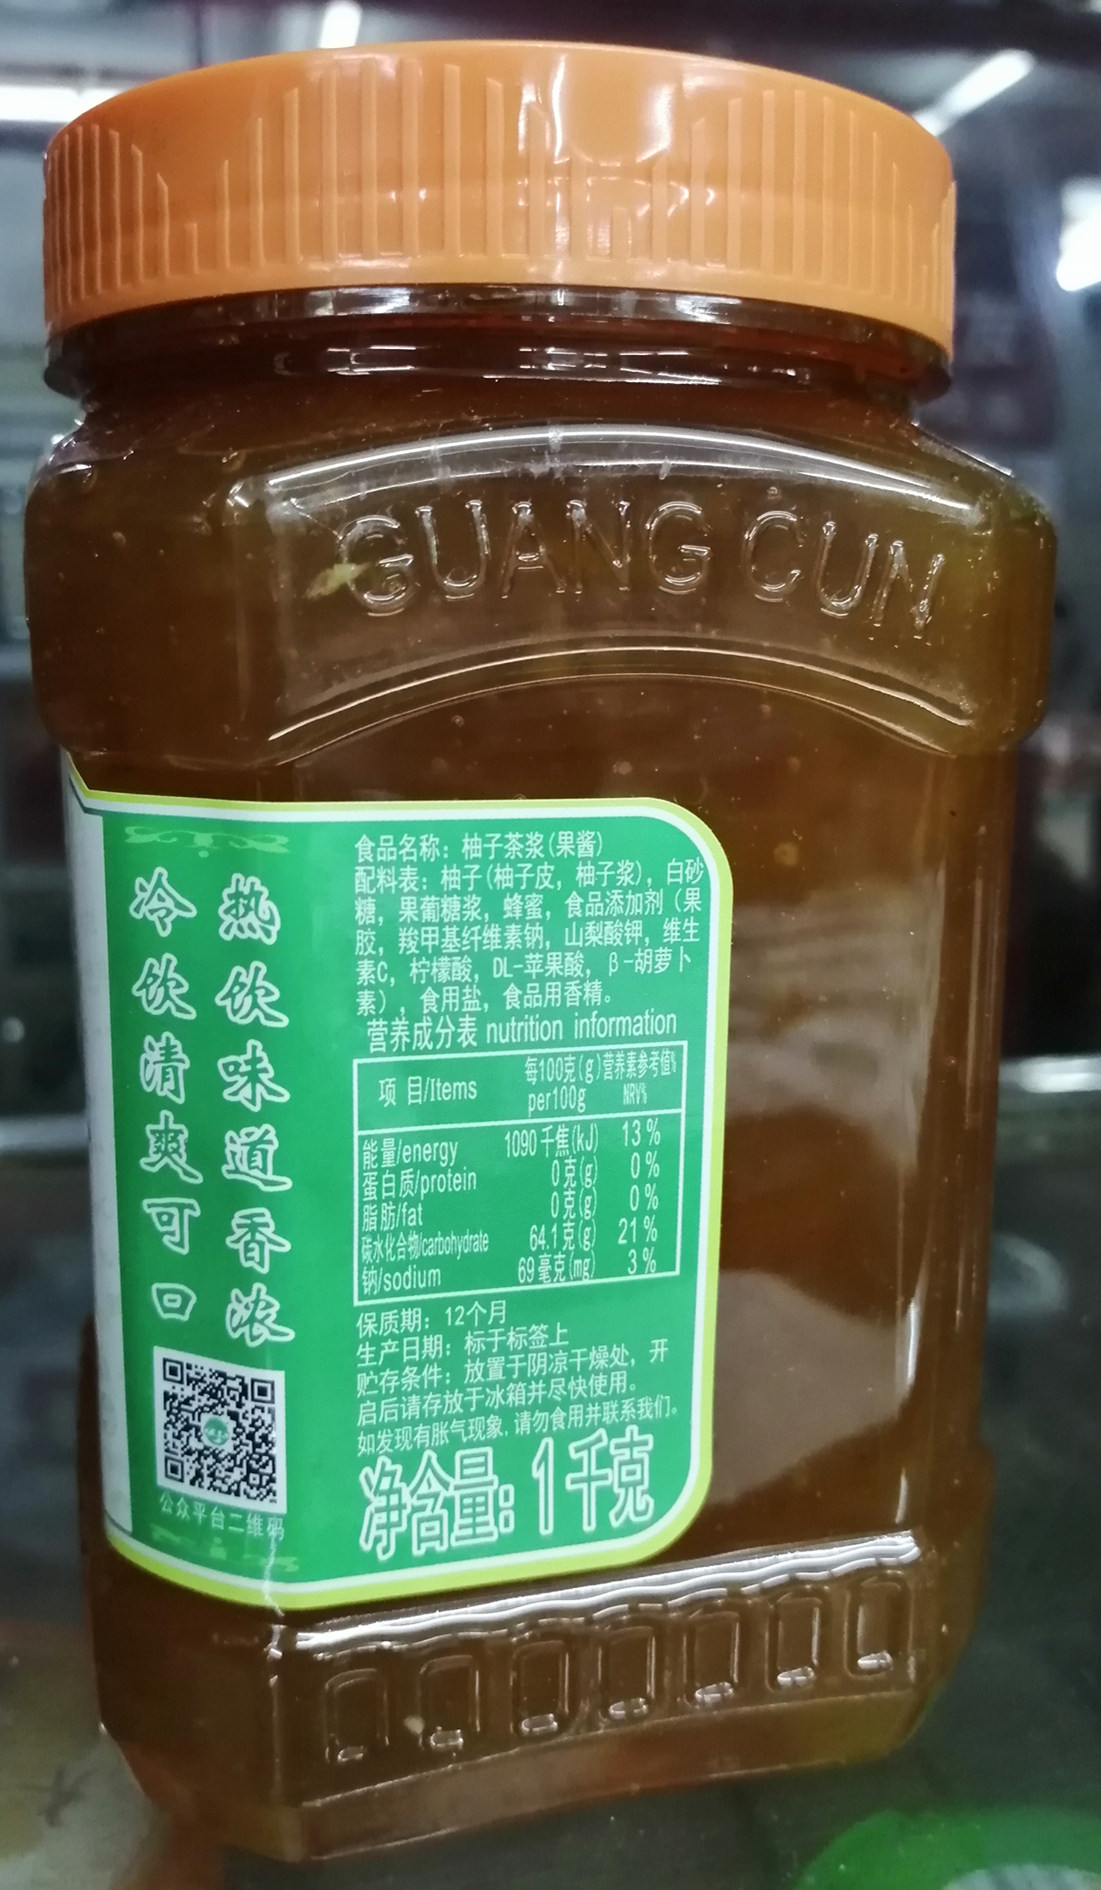 GUANG CUN
热饮味道香浓
冷饮清爽可口
公众平台二维码
食品名称：柚子茶浆(果酱)
配料表：柚子(柚子皮，柚子浆)，白砂
糖，果葡糖浆，蜂蜜，食品添加剂（果
胶，羧甲基纤维素钠，山梨酸钾，维生
素C，柠檬酸，DL-苹果酸，β-胡萝卜
素），食用盐，食品用香精。
营养成分表 nutrition information
项 目/Items 每100克(g) per100g 营养素参考值% NRV%
能量/energy 1090千焦(kJ) 13%
蛋白质/protein 0克(g) 0%
脂肪/fat 0克(g) 0%
碳水化合物/carbohydrate 64.1克(g) 21%
钠/sodium 69毫克(mg) 3%
保质期：12个月
生产日期：标于标签上
贮存条件：放置于阴凉干燥处，开
启后请存放于冰箱并尽快使用。
如发现有胀气现象，请勿食用并联系我们。
净含量：1千克